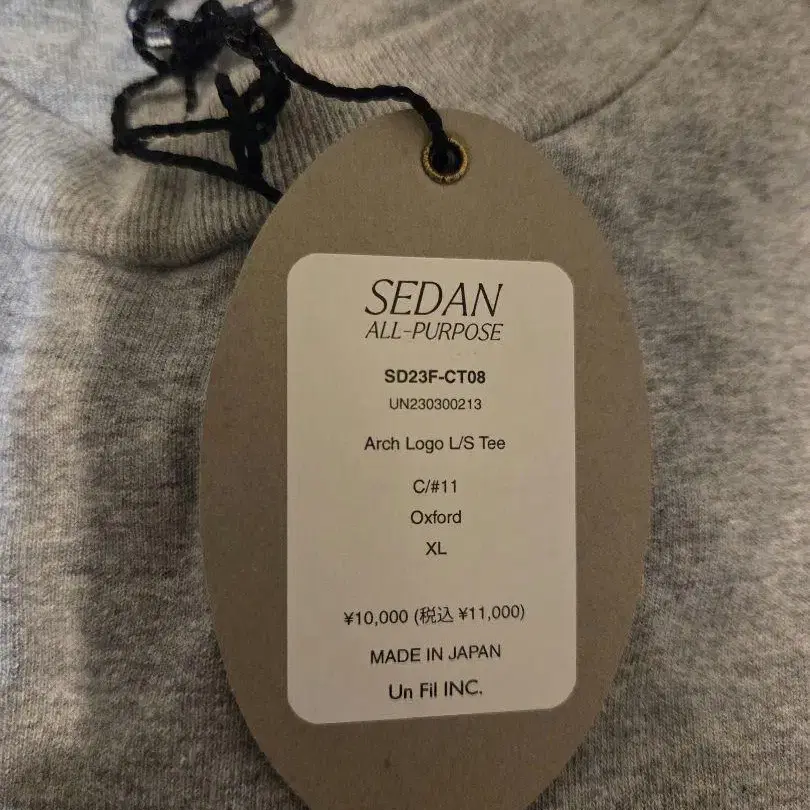 SEDAN
ALL-PURPOSE
SD23F-CT08
UN230300213
Arch Logo L/S Tee
C/#11
Oxford
XL
¥10,000 (税込 ¥11,000)
MADE IN JAPAN
Un Fil INC.